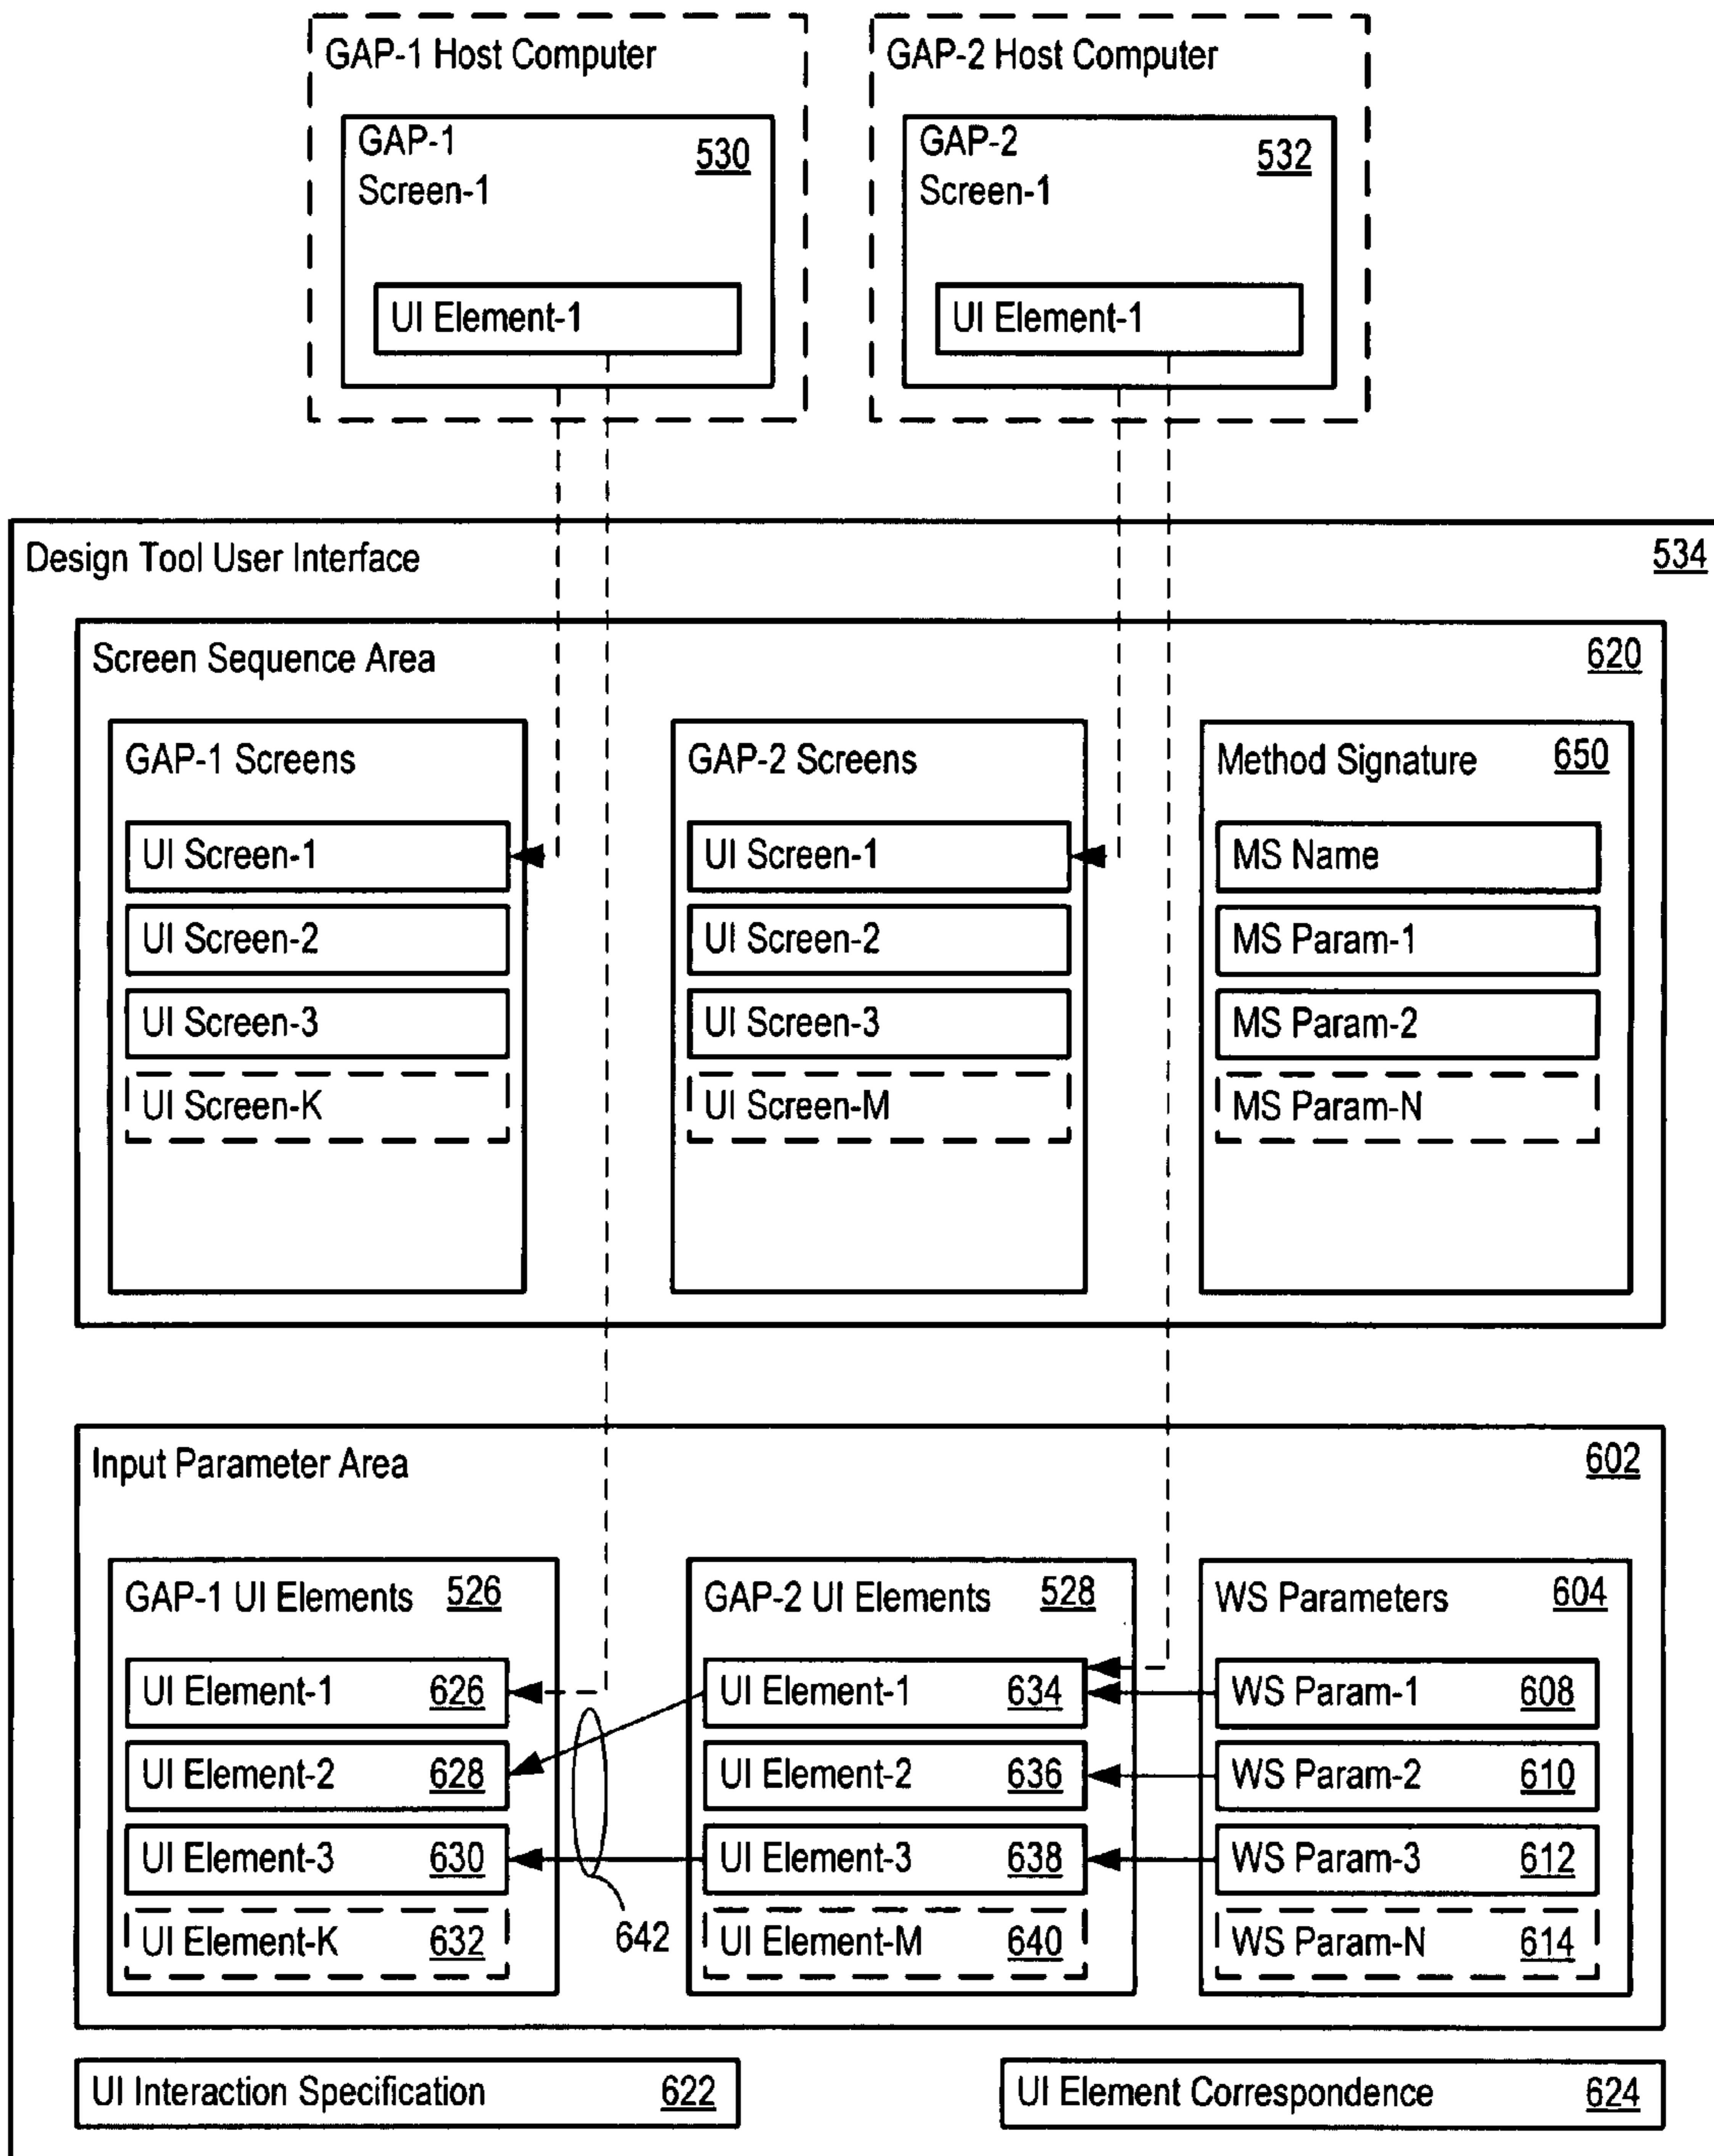 GAP-1 Host Computer
GAP-1 530
Screen-1
UI Element-1
GAP-2 Host Computer
GAP-2 532
Screen-1
UI Element-1
Design Tool User Interface 534
Screen Sequence Area 620
GAP-1 Screens
UI Screen-1
UI Screen-2
UI Screen-3
UI Screen-K
GAP-2 Screens
UI Screen-1
UI Screen-2
UI Screen-3
UI Screen-M
Method Signature 650
MS Name
MS Param-1
MS Param-2
MS Param-N
Input Parameter Area 602
GAP-1 UI Elements 526
UI Element-1 626
UI Element-2 628
UI Element-3 630
UI Element-K 632
642
GAP-2 UI Elements 528
UI Element-1 634
UI Element-2 636
UI Element-3 638
UI Element-M 640
WS Parameters 604
WS Param-1 608
WS Param-2 610
WS Param-3 612
WS Param-N 614
UI Interaction Specification 622
UI Element Correspondence 624